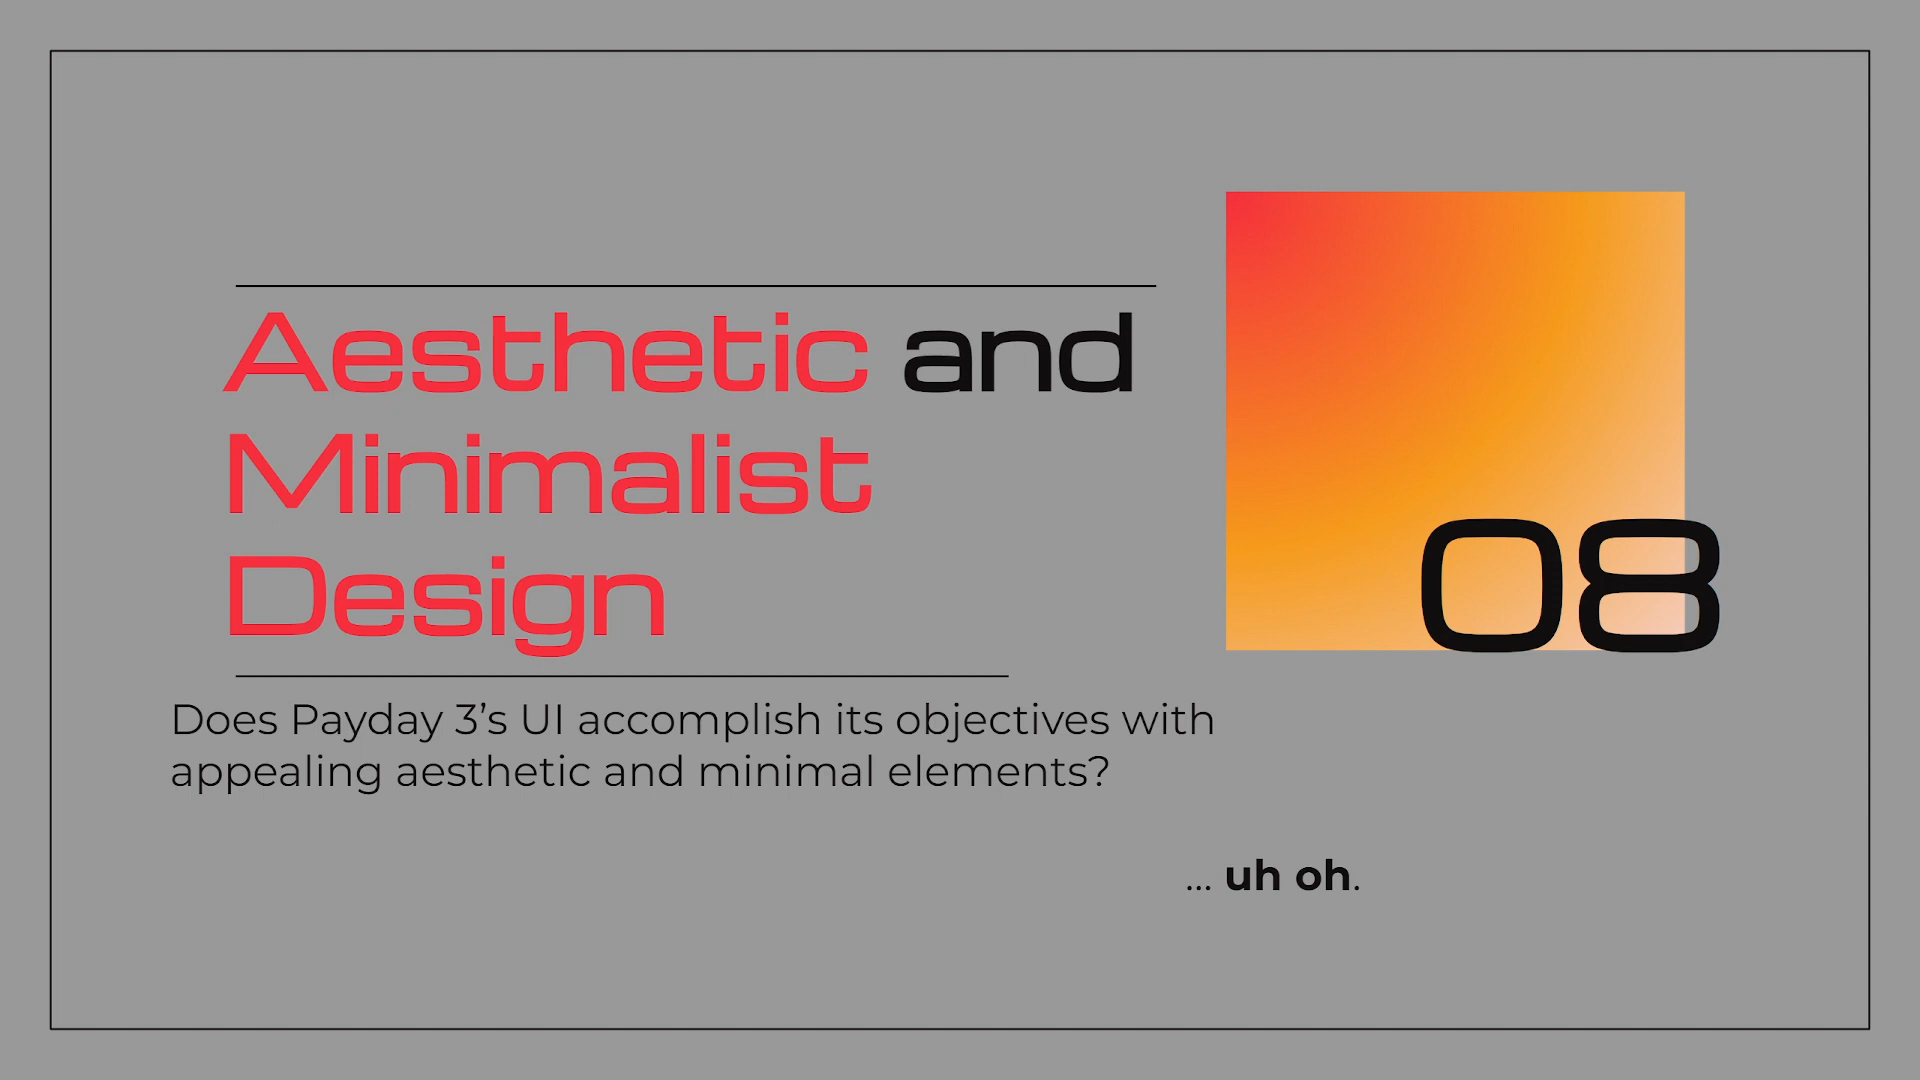 Aesthetic and
Minimalist
Design
08
Does Payday 3’s UI accomplish its objectives with
appealing aesthetic and minimal elements?
... uh oh.